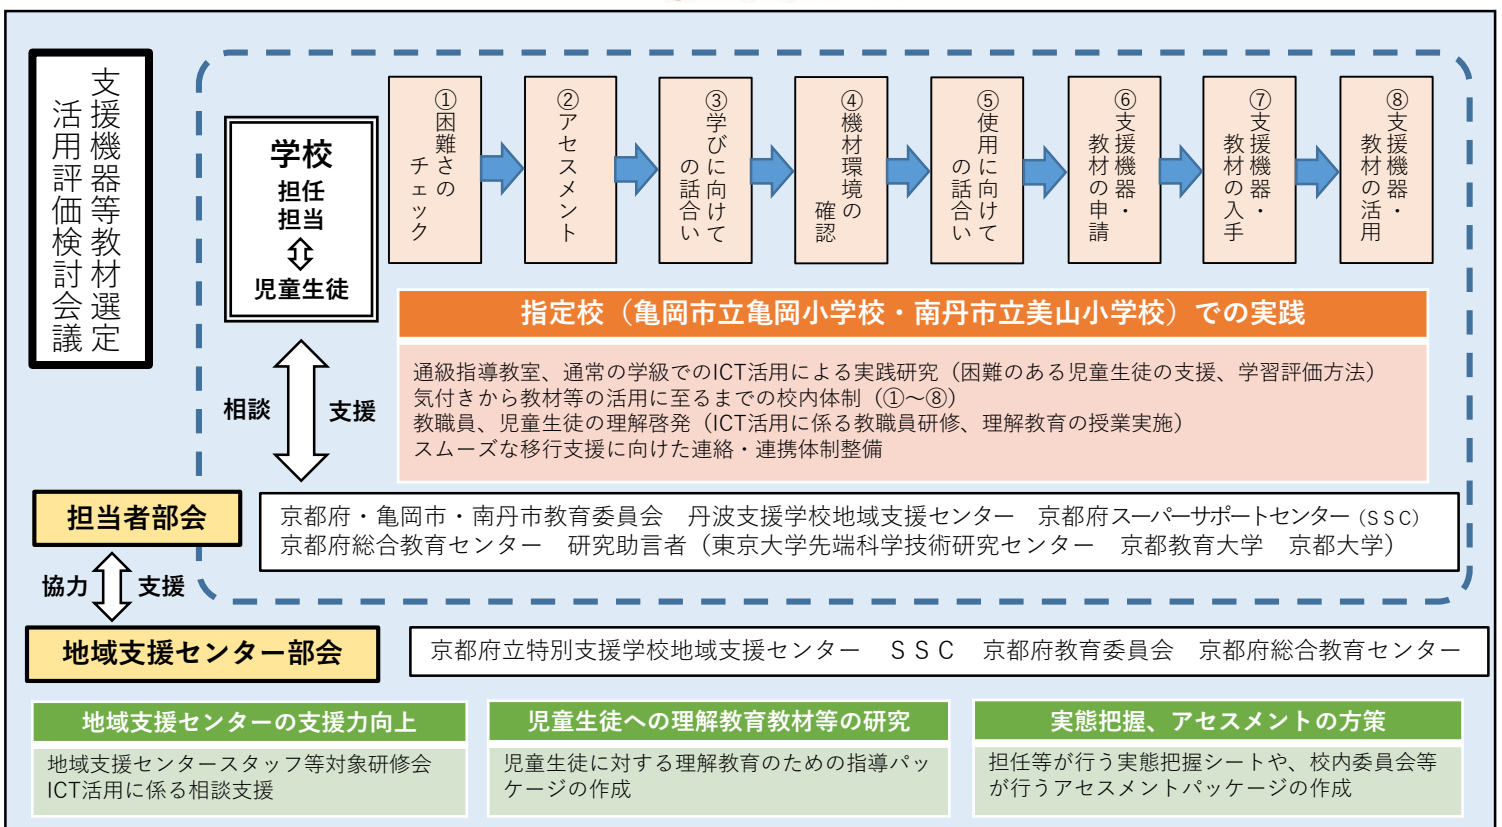 支援機器等教材選定
活用評価検討会議
学校
担任
担当
児童生徒
①困難さの
チェック
②アセスメント
③学びに向けて
の話合い
④機材環境の
確認
⑤使用に向けて
の話合い
⑥支援機器・
教材の申請
⑦支援機器・
教材の入手
⑧支援機器・
教材の活用
指定校（亀岡市立亀岡小学校・南丹市立美山小学校）での実践
通級指導教室、通常の学級でのICT活用による実践研究（困難のある児童生徒の支援、学習評価方法）
気付きから教材等の活用に至るまでの校内体制（①～⑧）
教職員、児童生徒の理解啓発（ICT活用に係る教職員研修、理解教育の授業実施）
スムーズな移行支援に向けた連絡・連携体制整備
相談
支援
担当者部会
京都府・亀岡市・南丹市教育委員会　丹波支援学校地域支援センター　京都府スーパーサポートセンター（ＳＳＣ）
京都府総合教育センター　研究助言者（東京大学先端科学技術研究センター　京都教育大学　京都大学）
協力
支援
地域支援センター部会
京都府立特別支援学校地域支援センター　ＳＳＣ　京都府教育委員会　京都府総合教育センター
地域支援センターの支援力向上
地域支援センタースタッフ等対象研修会
ICT活用に係る相談支援
児童生徒への理解教育教材等の研究
児童生徒に対する理解教育のための指導パッ
ケージの作成
実態把握、アセスメントの方策
担任等が行う実態把握シートや、校内委員会等
が行うアセスメントパッケージの作成